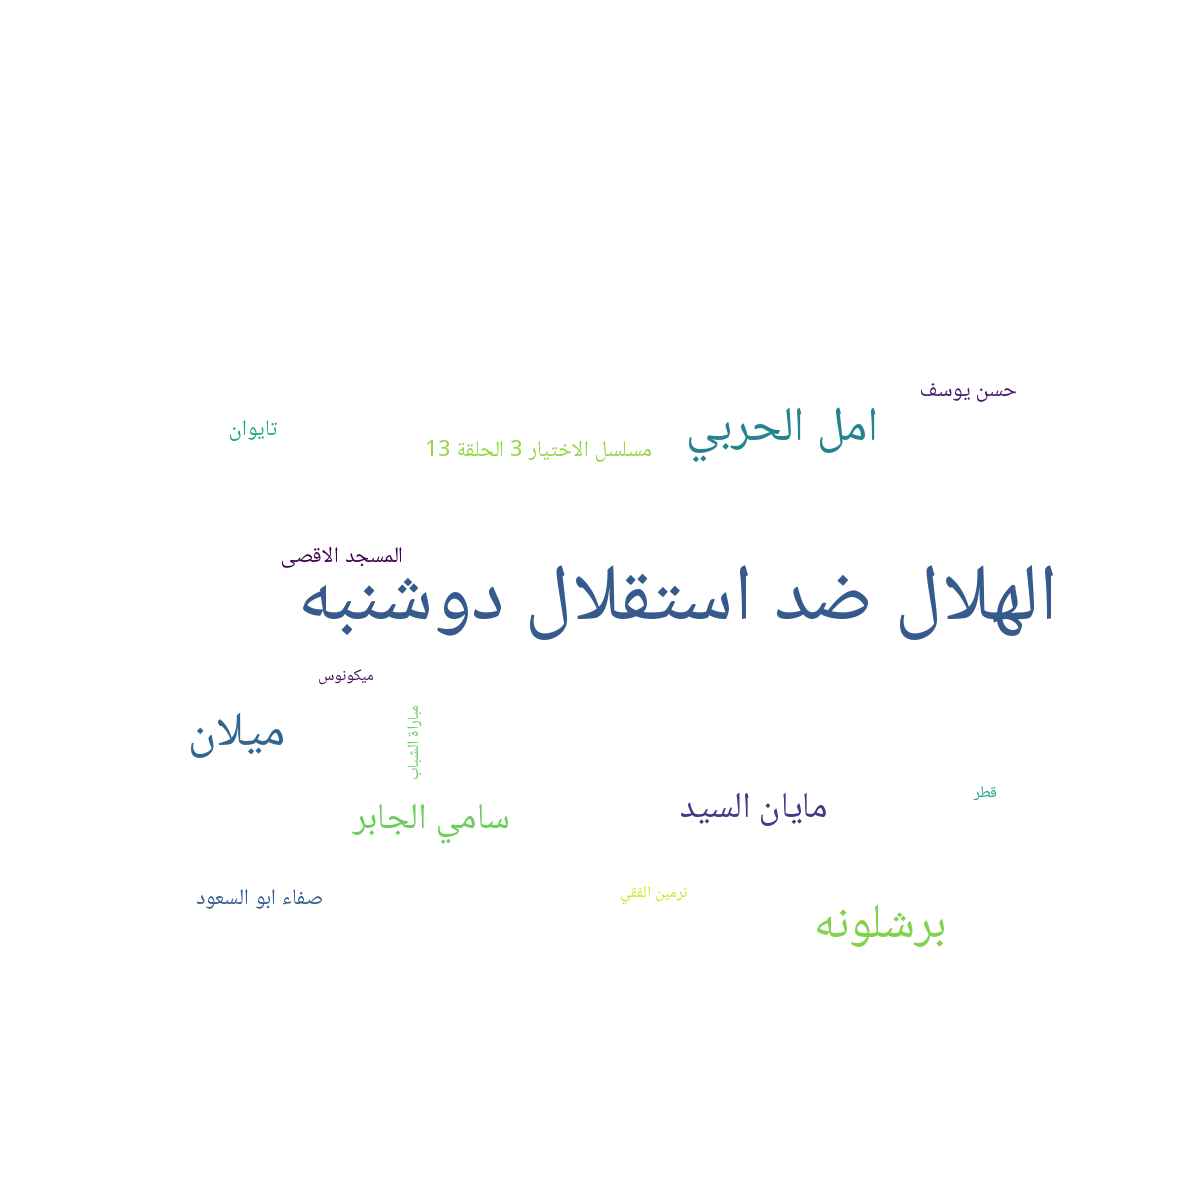 حسن يوسف
امل الحربي
تايوان
مسلسل الاختيار 3 الحلقة 13
المسجد الاقصى
الهلال ضد استقلال دوشنبه
ميكونوس
ميلان
مباراة الشباب
قطر
مايان السيد
سامي الجابر
نرمين الفقي
صفاء ابو السعود
برشلونه